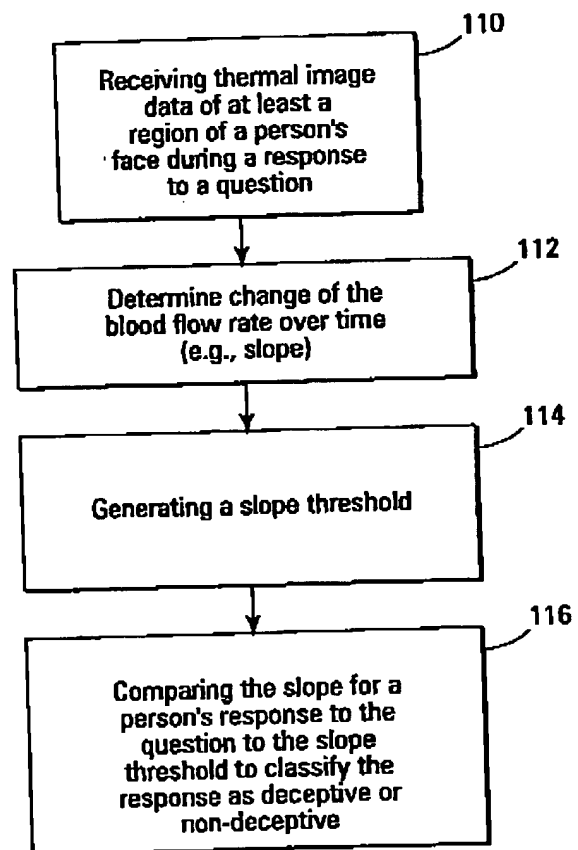 110
Receiving thermal image
data of at least a
region of a person's
face during a response
to a question
112
Determine change of the
blood flow rate over time
(e.g., slope)
114
Generating a slope threshold
116
Comparing the slope for a
person's response to the
question to the slope
threshold to classify the
response as deceptive or
non-deceptive